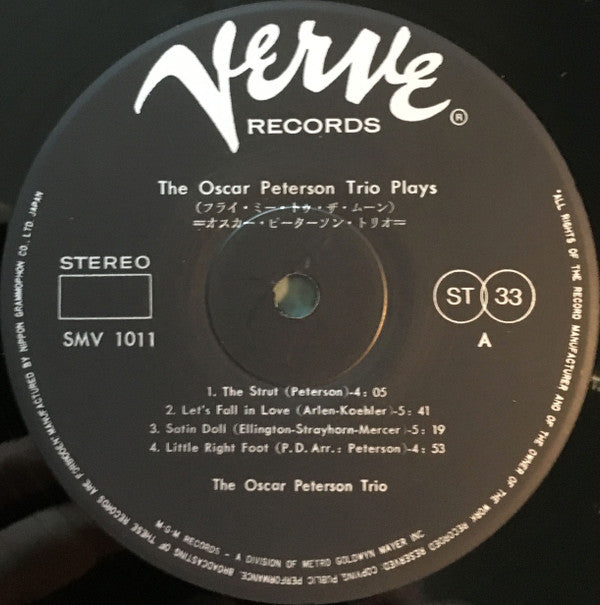 Verve
RECORDS ®
The Oscar Peterson Trio Plays
(フライ・ミー・トゥ・ザ・ムーン)
=オスカー・ピーターソン・トリオ=
STEREO
SMV 1011
ST 33
A
1. The Strut (Peterson)-4: 05
2. Let's Fall in Love (Arlen-Koehler)-5: 41
3. Satin Doll (Ellington-Strayhorn-Mercer)-5: 19
4. Little Right Foot (P.D. Arr.: Peterson)-4: 53
The Oscar Peterson Trio
M-G-M RECORDS - A DIVISION OF METRO GOLDWYN MAYER INC
"ALL RIGHTS OF THE RECORD MANUFACTURER AND OF THE OWNER OF THE WORK RECORDED RESERVED. COPYING PUBLIC PERFORMANCE, BROADCASTING OF THESE RECORDS ARE FORBIDDEN" MANUFACTURED BY NIPPON GRAMMOPHON CO., LTD. JAPAN